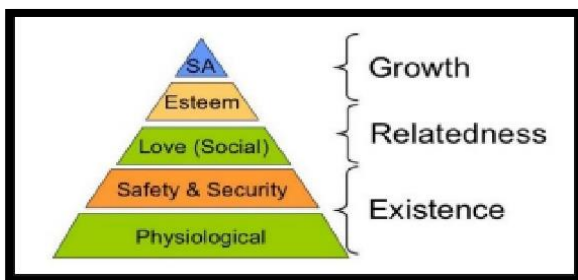 SA
Growth
Esteem
Relatedness
Love (Social)
Safety & Security
Existence
Physiological